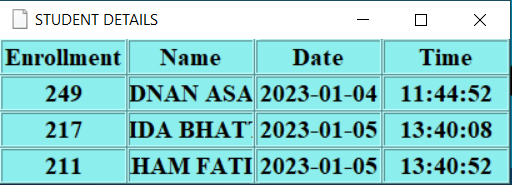 STUDENT DETAILS
Enrollment Name Date Time
249 DNAN ASA 2023-01-04 11:44:52
217 IDA BHAT 2023-01-05 13:40:08
211 HAM FATI 2023-01-05 13:40:52